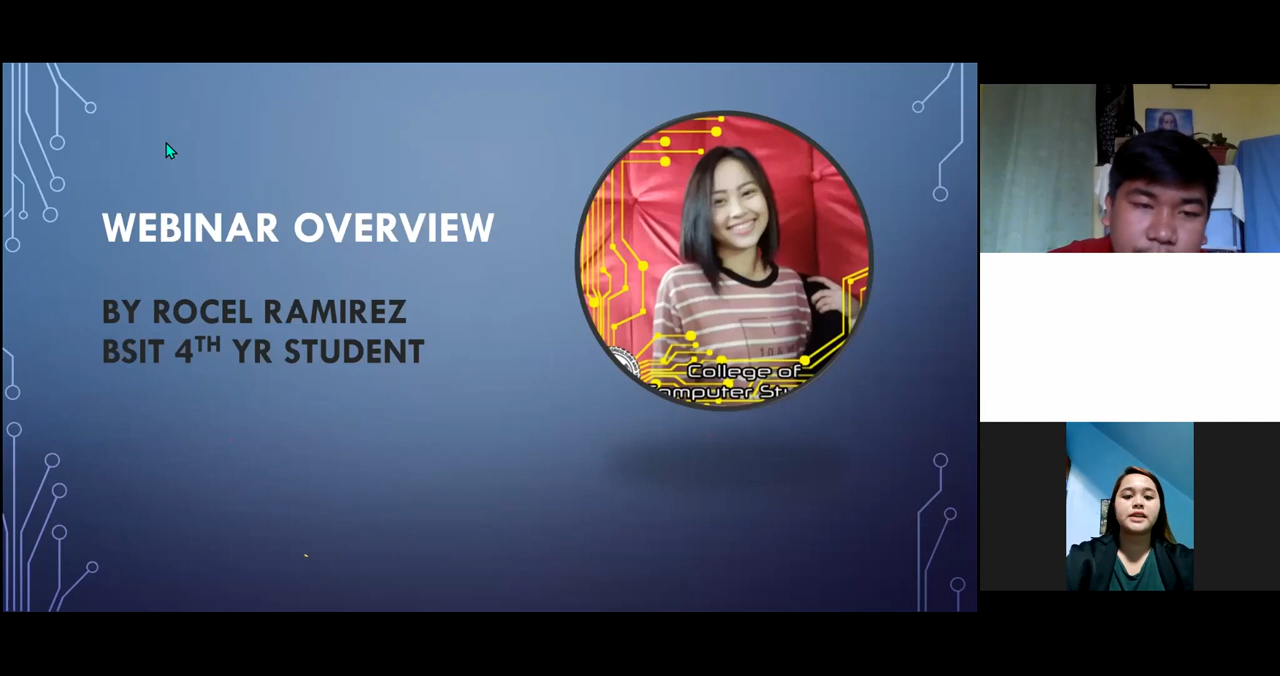 WEBINAR OVERVIEW
BY ROCEL RAMIREZ
BSIT 4TH YR STUDENT
College of